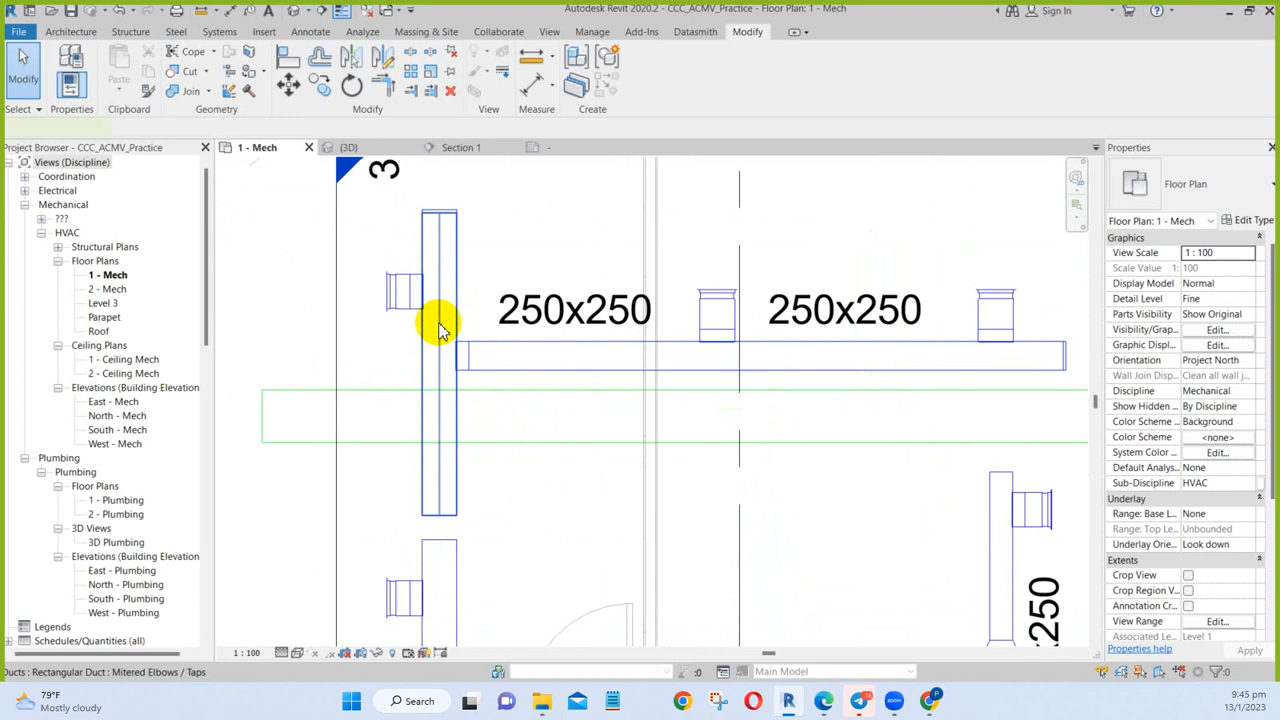 Autodesk Revit 2020.2 - CCC_ACMV_Practice - Floor Plan: 1 - Mech
Sign In
File Architecture Structure Steel Systems Insert Annotate Analyze Massing & Site Collaborate View Manage Add-Ins Datasmith Modify
Modify
Paste
Cope
Cut
Join
Select Properties Clipboard Geometry Modify View Measure Create
Project Browser - CCC_ACMV_Practice
Views (Discipline)
Coordination
Electrical
Mechanical
???
HVAC
Structural Plans
Floor Plans
1 - Mech
2 - Mech
Level 3
Parapet
Roof
Ceiling Plans
1 - Ceiling Mech
2 - Ceiling Mech
Elevations (Building Elevation
East - Mech
North - Mech
South - Mech
West - Mech
Plumbing
Plumbing
Floor Plans
1 - Plumbing
2 - Plumbing
3D Views
3D Plumbing
Elevations (Building Elevation
East - Plumbing
North - Plumbing
South - Plumbing
West - Plumbing
Legends
Schedules/Quantities (all)
1 - Mech
{3D}
Section 1
-
3
250x250
250x250
250
1 : 100
Properties
Floor Plan
Floor Plan: 1 - Mech Edit Type
Graphics
View Scale 1 : 100
Scale Value 1: 100
Display Model Normal
Detail Level Fine
Parts Visibility Show Original
Visibility/Grap... Edit...
Graphic Displ... Edit...
Orientation Project North
Wall Join Displ... Clean all wall j...
Discipline Mechanical
Show Hidden ... By Discipline
Color Scheme ... Background
Color Scheme <none>
System Color ... Edit...
Default Analys... None
Sub-Discipline HVAC
Underlay
Range: Base L... None
Range: Top Le... Unbounded
Underlay Orie... Look down
Extents
Crop View
Crop Region V...
Annotation Cr...
View Range Edit...
Associated Le... Level 1
Properties help Apply
Ducts : Rectangular Duct : Mitered Elbows / Taps
:0
Main Model
:0
79°F
Mostly cloudy
Search
9:45 pm
13/1/2023